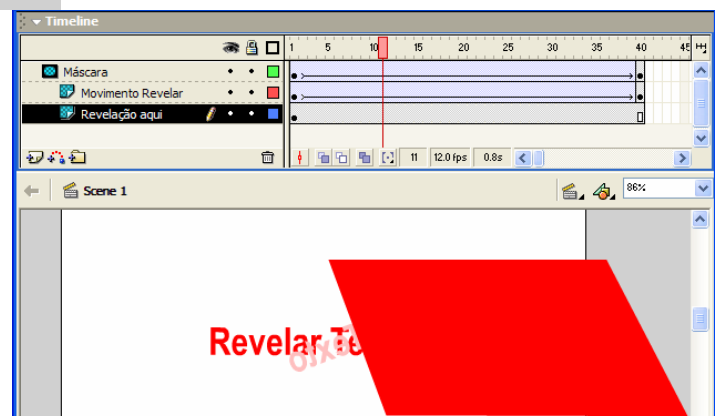 Timeline
1 5 10 15 20 25 30 35 40 45
Máscara
Movimento Revelar
Revelação aqui
11 12.0 fps 0.8s
Scene 1 86%
Revelar Te
exto